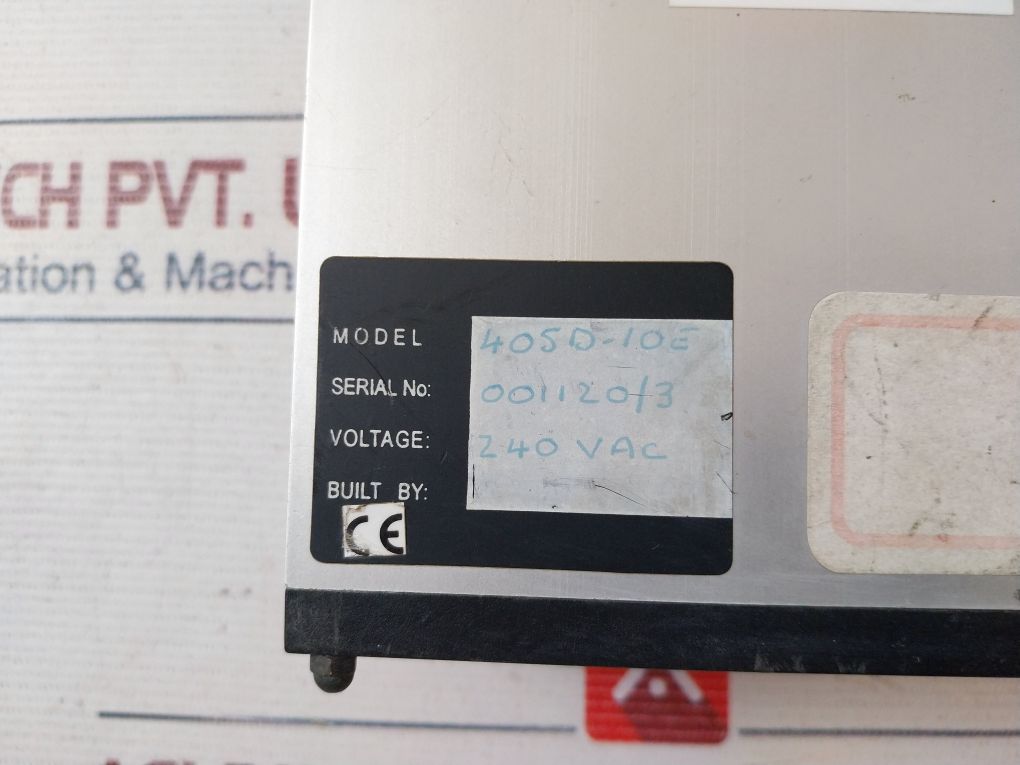 CH PVT.
ation & Mach
MODEL 405D-10E
SERIAL No: 001120/3
VOLTAGE: 240 VAC
BUILT BY:
CE